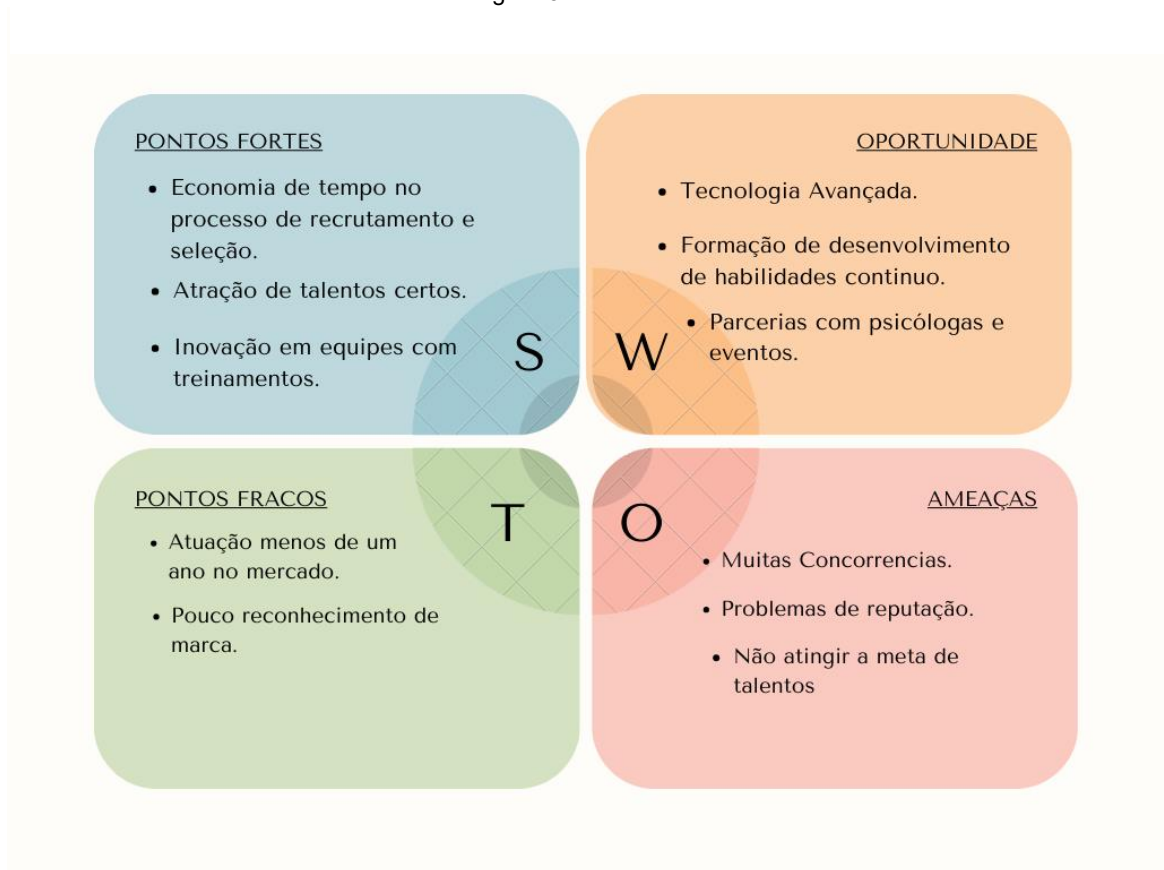 PONTOS FORTES
• Economia de tempo no
processo de recrutamento e
seleção.
• Atração de talentos certos.
• Inovação em equipes com
treinamentos.
S
OPORTUNIDADE
• Tecnologia Avançada.
• Formação de desenvolvimento
de habilidades continuo.
• Parcerias com psicólogas e
eventos.
W
PONTOS FRACOS
• Atuação menos de um
ano no mercado.
• Pouco reconhecimento de
marca.
T
AMEAÇAS
• Muitas Concorrencias.
• Problemas de reputação.
• Não atingir a meta de
talentos
O